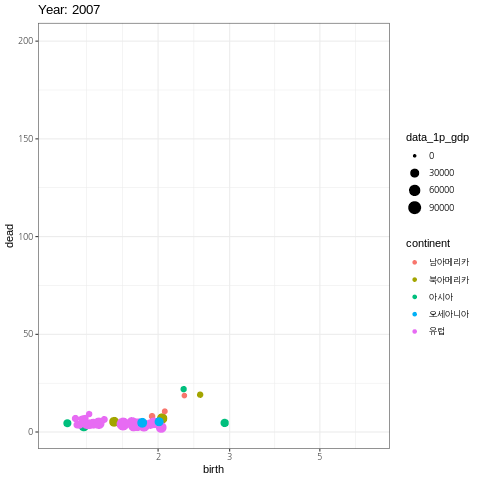 Year: 2007
200
150
100
50
0
dead
2
3
5
birth
data_1p_gdp
0
30000
60000
90000
continent
남아메리카
북아메리카
아시아
오세아니아
유럽